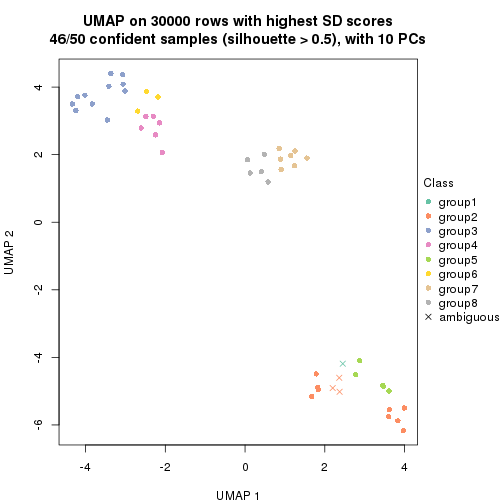 UMAP on 30000 rows with highest SD scores
46/50 confident samples (silhouette > 0.5), with 10 PCs
4
2
0
-2
-4
-6
UMAP 2
-4
-2
0
2
4
UMAP 1
Class
group1
group2
group3
group4
group5
group6
group7
group8
ambiguous